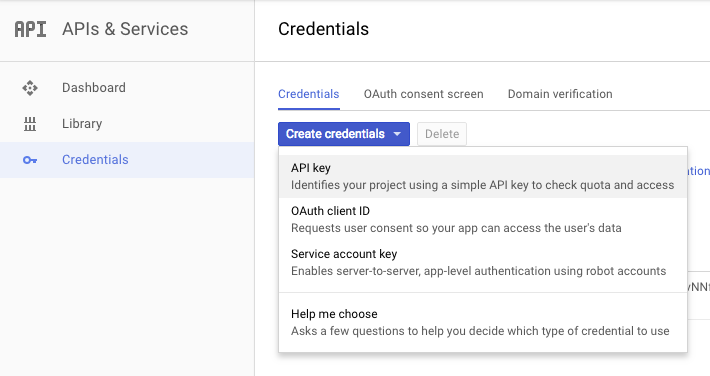 API APIs & Services
Credentials
Dashboard
Library
Credentials
Credentials OAuth consent screen Domain verification
Create credentials Delete
API key
Identifies your project using a simple API key to check quota and access
OAuth client ID
Requests user consent so your app can access the user's data
Service account key
Enables server-to-server, app-level authentication using robot accounts
Help me choose
Asks a few questions to help you decide which type of credential to use